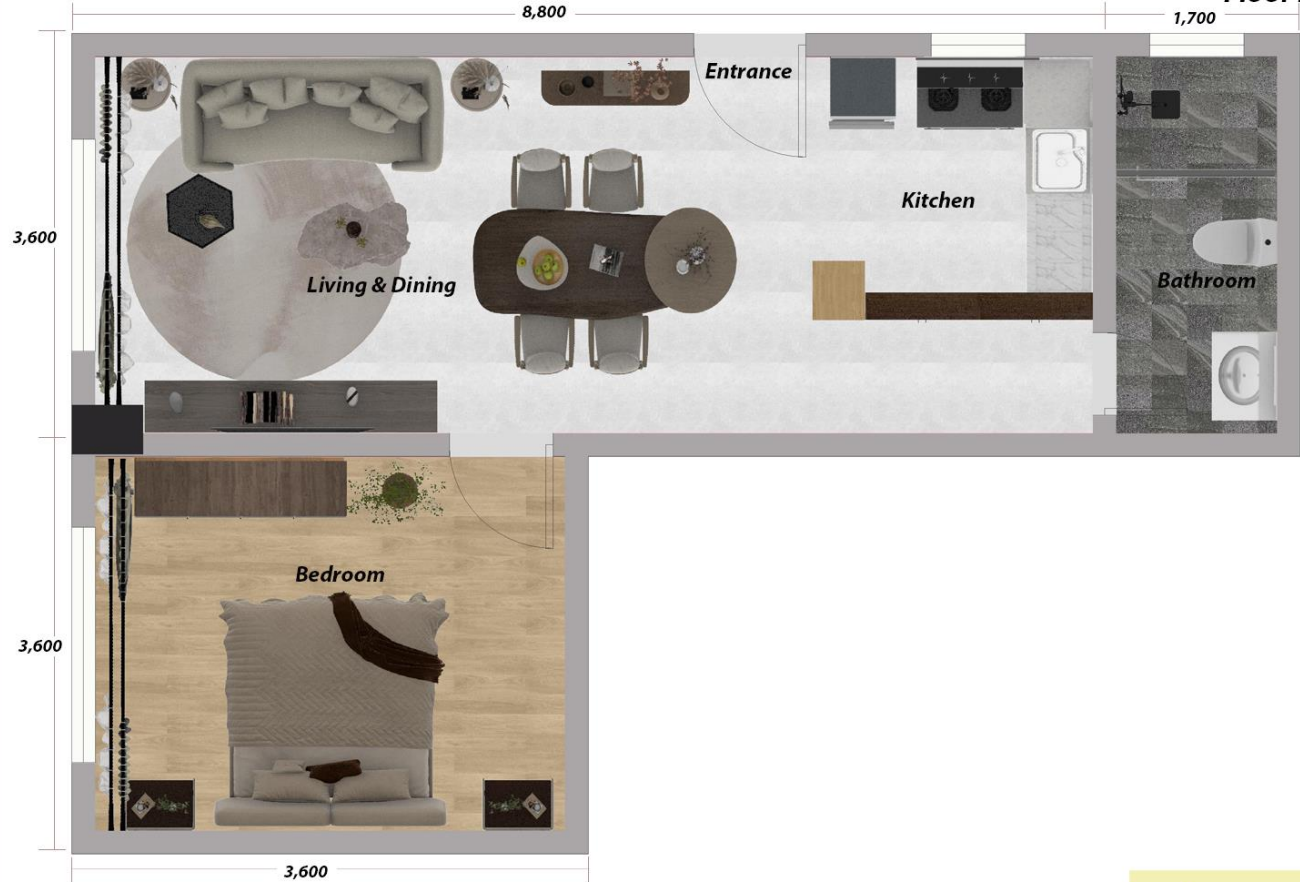 8,800
1,700
Entrance
Kitchen
3,600
Living & Dining
Bathroom
Bedroom
3,600
3,600